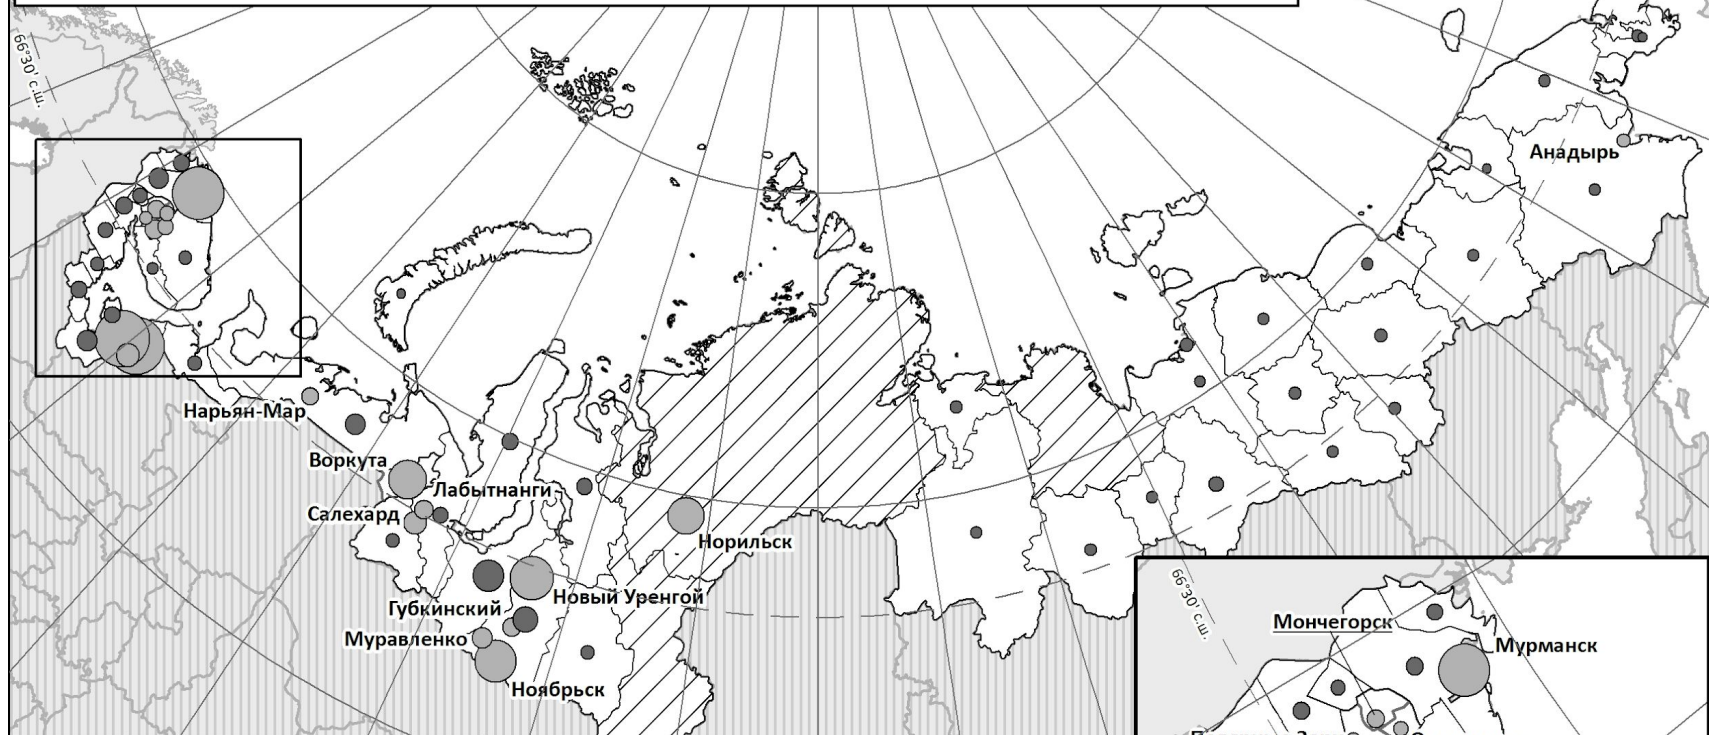 66°30' с.ш.
Анадырь
Нарьян-Мар
Воркута
Лабытнанги
Салехард
Норильск
Новый Уренгой
Губкинский
Муравленко
Ноябрьск
66°30' с.ш.
Мончегорск
Мурманск